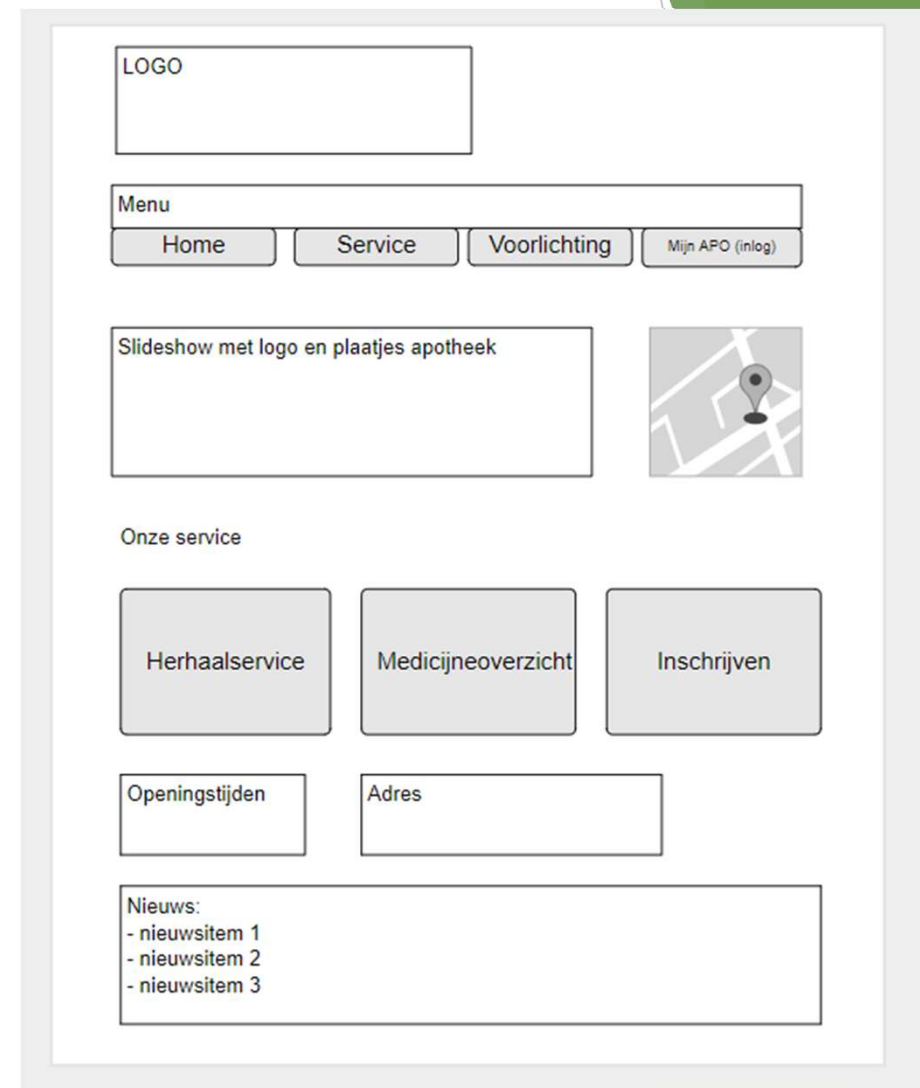 LOGO
Menu
Home
Service
Voorlichting
Mijn APO (inlog)
Slideshow met logo en plaatjes apotheek
Onze service
Herhaalservice
Medicijneoverzicht
Inschrijven
Openingstijden
Adres
Nieuws:
- nieuwsitem 1
- nieuwsitem 2
- nieuwsitem 3